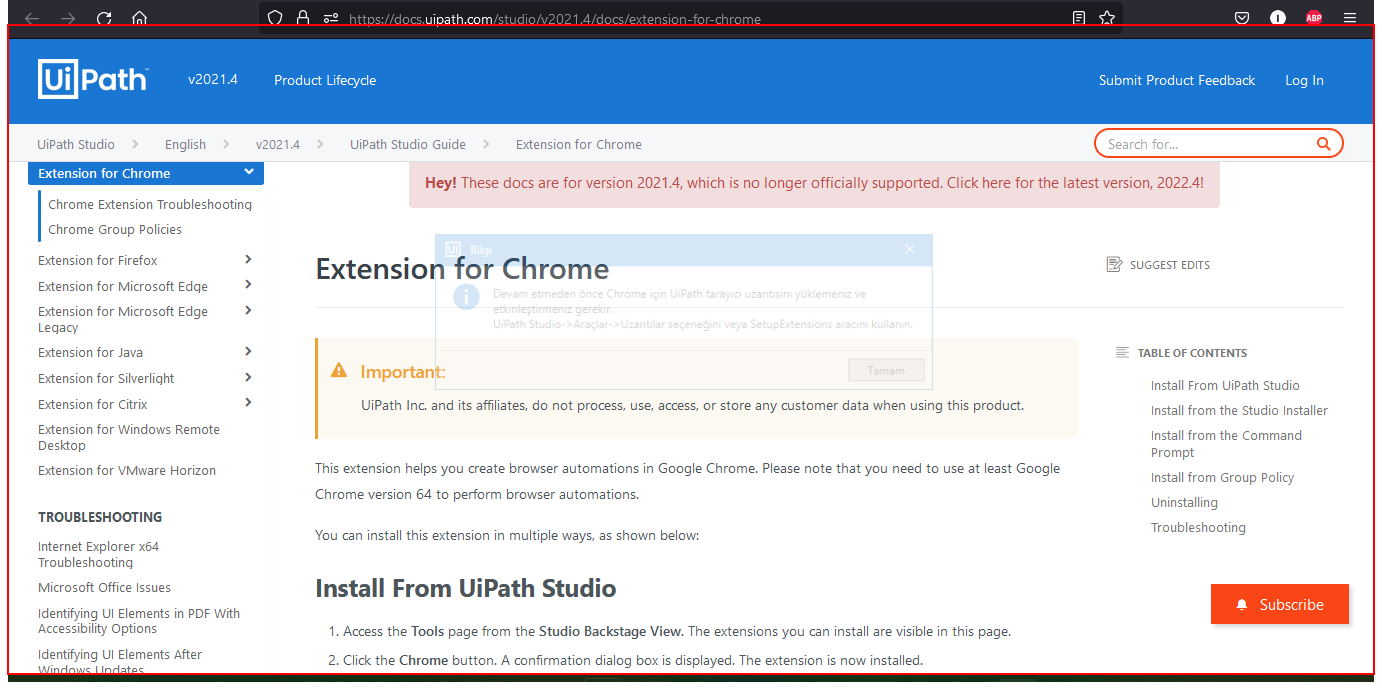 https://docs.uipath.com/studio/v2021.4/docs/extension-for-chrome
ABP
UiPath
v2021.4
Product Lifecycle
Submit Product Feedback
Log In
UiPath Studio
English
v2021.4
UiPath Studio Guide
Extension for Chrome
Search for...
Extension for Chrome
Chrome Extension Troubleshooting
Chrome Group Policies
Extension for Firefox
Extension for Microsoft Edge
Extension for Microsoft Edge
Legacy
Extension for Java
Extension for Silverlight
Extension for Citrix
Extension for Windows Remote
Desktop
Extension for VMware Horizon
TROUBLESHOOTING
Internet Explorer x64
Troubleshooting
Microsoft Office Issues
Identifying UI Elements in PDF With
Accessibility Options
Identifying UI Elements After
Windows Updates
Hey! These docs are for version 2021.4, which is no longer officially supported. Click here for the latest version, 2022.4!
Extension for Chrome
Ui Bilgi
Devam etmeden önce Chrome için UiPath tarayıcı uzantısını yüklemeniz ve
etkinleştirmeniz gerekir.
UiPath Studio->Araçlar->Uzantılar seçeneğini veya SetupExtensions aracını kullanın.
Tamam
Important:
UiPath Inc. and its affiliates, do not process, use, access, or store any customer data when using this product.
This extension helps you create browser automations in Google Chrome. Please note that you need to use at least Google
Chrome version 64 to perform browser automations.
You can install this extension in multiple ways, as shown below:
Install From UiPath Studio
1. Access the Tools page from the Studio Backstage View. The extensions you can install are visible in this page.
2. Click the Chrome button. A confirmation dialog box is displayed. The extension is now installed.
SUGGEST EDITS
TABLE OF CONTENTS
Install From UiPath Studio
Install from the Studio Installer
Install from the Command
Prompt
Install from Group Policy
Uninstalling
Troubleshooting
Subscribe